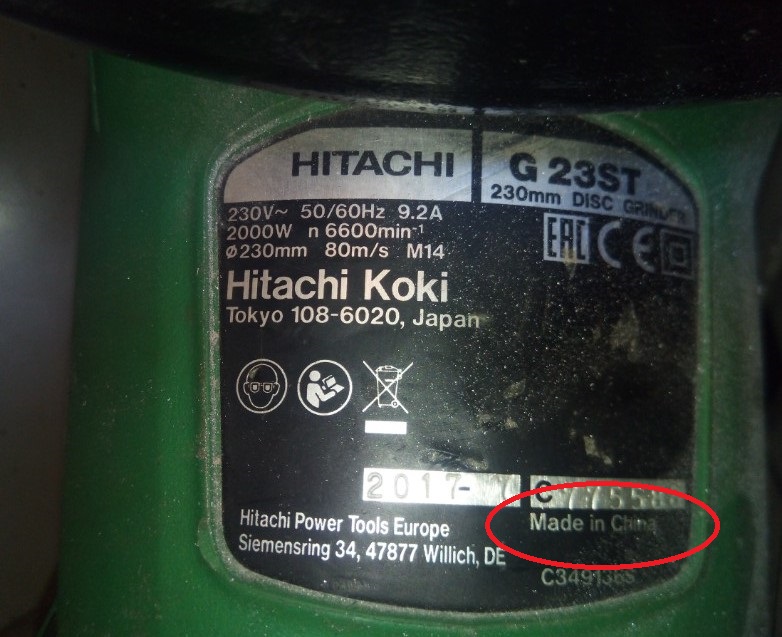 HITACHI
G 23ST
230mm DISC GRINDER
230V~ 50/60Hz 9.2A
2000W n 6600min⁻¹
Ø230mm 80m/s M14
EAC CE
Hitachi Koki
Tokyo 108-6020, Japan
2017-7
Made in China
Hitachi Power Tools Europe
Siemensring 34, 47877 Willich, DE